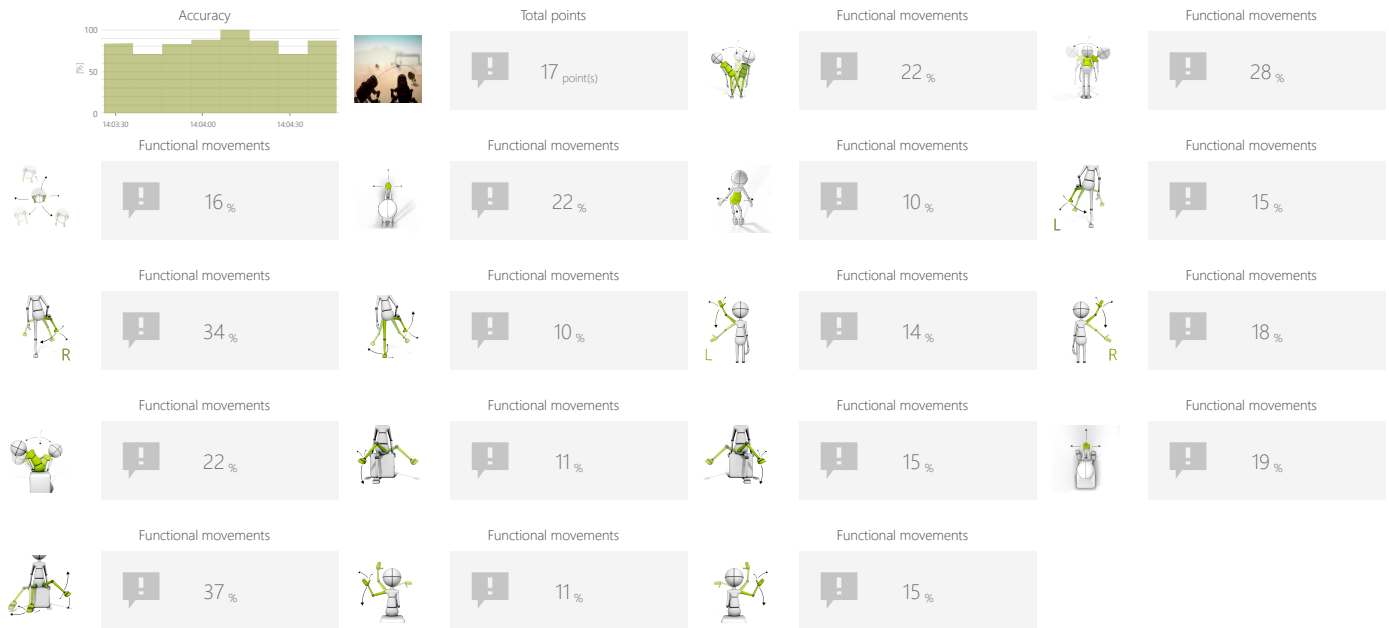 Accuracy
Total points
Functional movements
Functional movements
100
50
0
[%]
14:03:30
14:04:00
14:04:30
17 point(s)
22 %
28 %
Functional movements
Functional movements
Functional movements
Functional movements
16 %
22 %
10 %
15 %
L
Functional movements
Functional movements
Functional movements
Functional movements
34 %
10 %
14 %
18 %
R
L
R
Functional movements
Functional movements
Functional movements
Functional movements
22 %
11 %
15 %
19 %
Functional movements
Functional movements
Functional movements
37 %
11 %
15 %